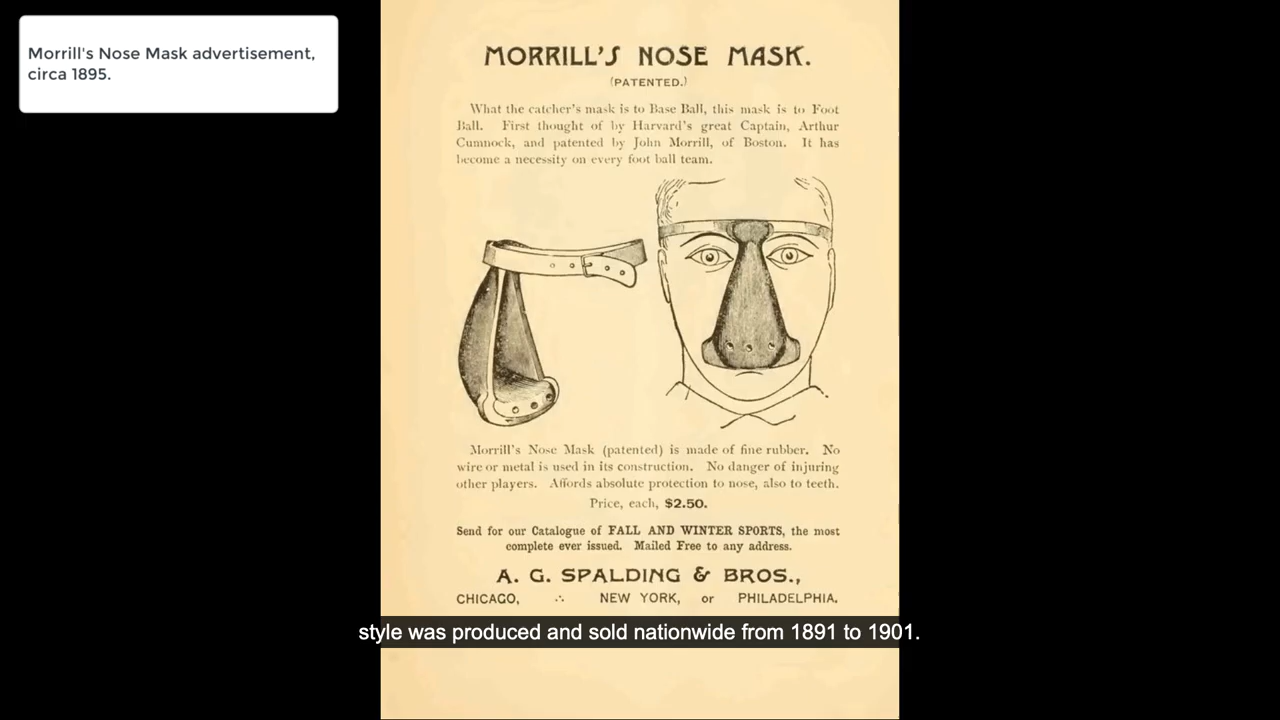 Morrill's Nose Mask advertisement,
circa 1895.
MORRILL'S NOSE MASK.
(PATENTED.)
What the catcher's mask is to Base Ball, this mask is to Foot
Ball. First thought of by Harvard's great Captain, Arthur
Cumnock, and patented by John Morrill, of Boston. It has
become a necessity on every foot ball team.
Morrill's Nose Mask (patented) is made of fine rubber. No
wire or metal is used in its construction. No danger of injuring
other players. Affords absolute protection to nose, also to teeth.
Price, each, $2.50.
Send for our Catalogue of FALL AND WINTER SPORTS, the most
complete ever issued. Mailed Free to any address.
A. G. SPALDING & BROS.,
CHICAGO, ∴ NEW YORK, or PHILADELPHIA.
style was produced and sold nationwide from 1891 to 1901.